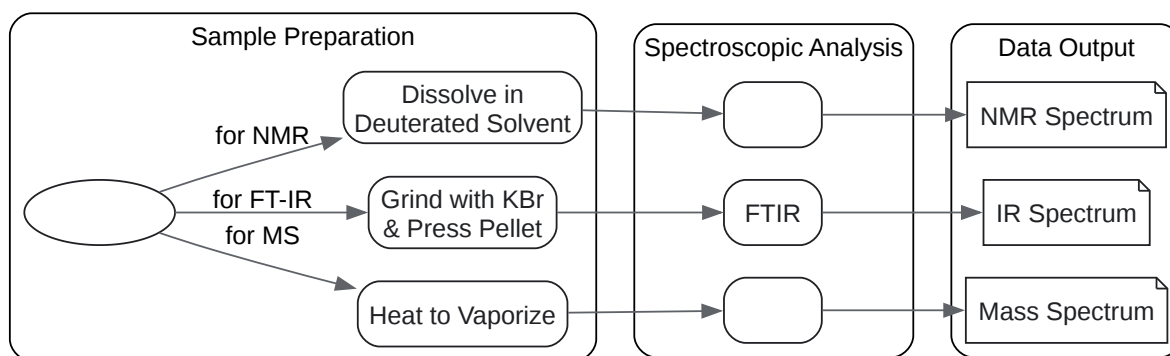 Sample Preparation
Spectroscopic Analysis
Data Output
Dissolve in
Deuterated Solvent
NMR Spectrum
for NMR
for FT-IR
Grind with KBr
& Press Pellet
FTIR
IR Spectrum
for MS
Heat to Vaporize
Mass Spectrum